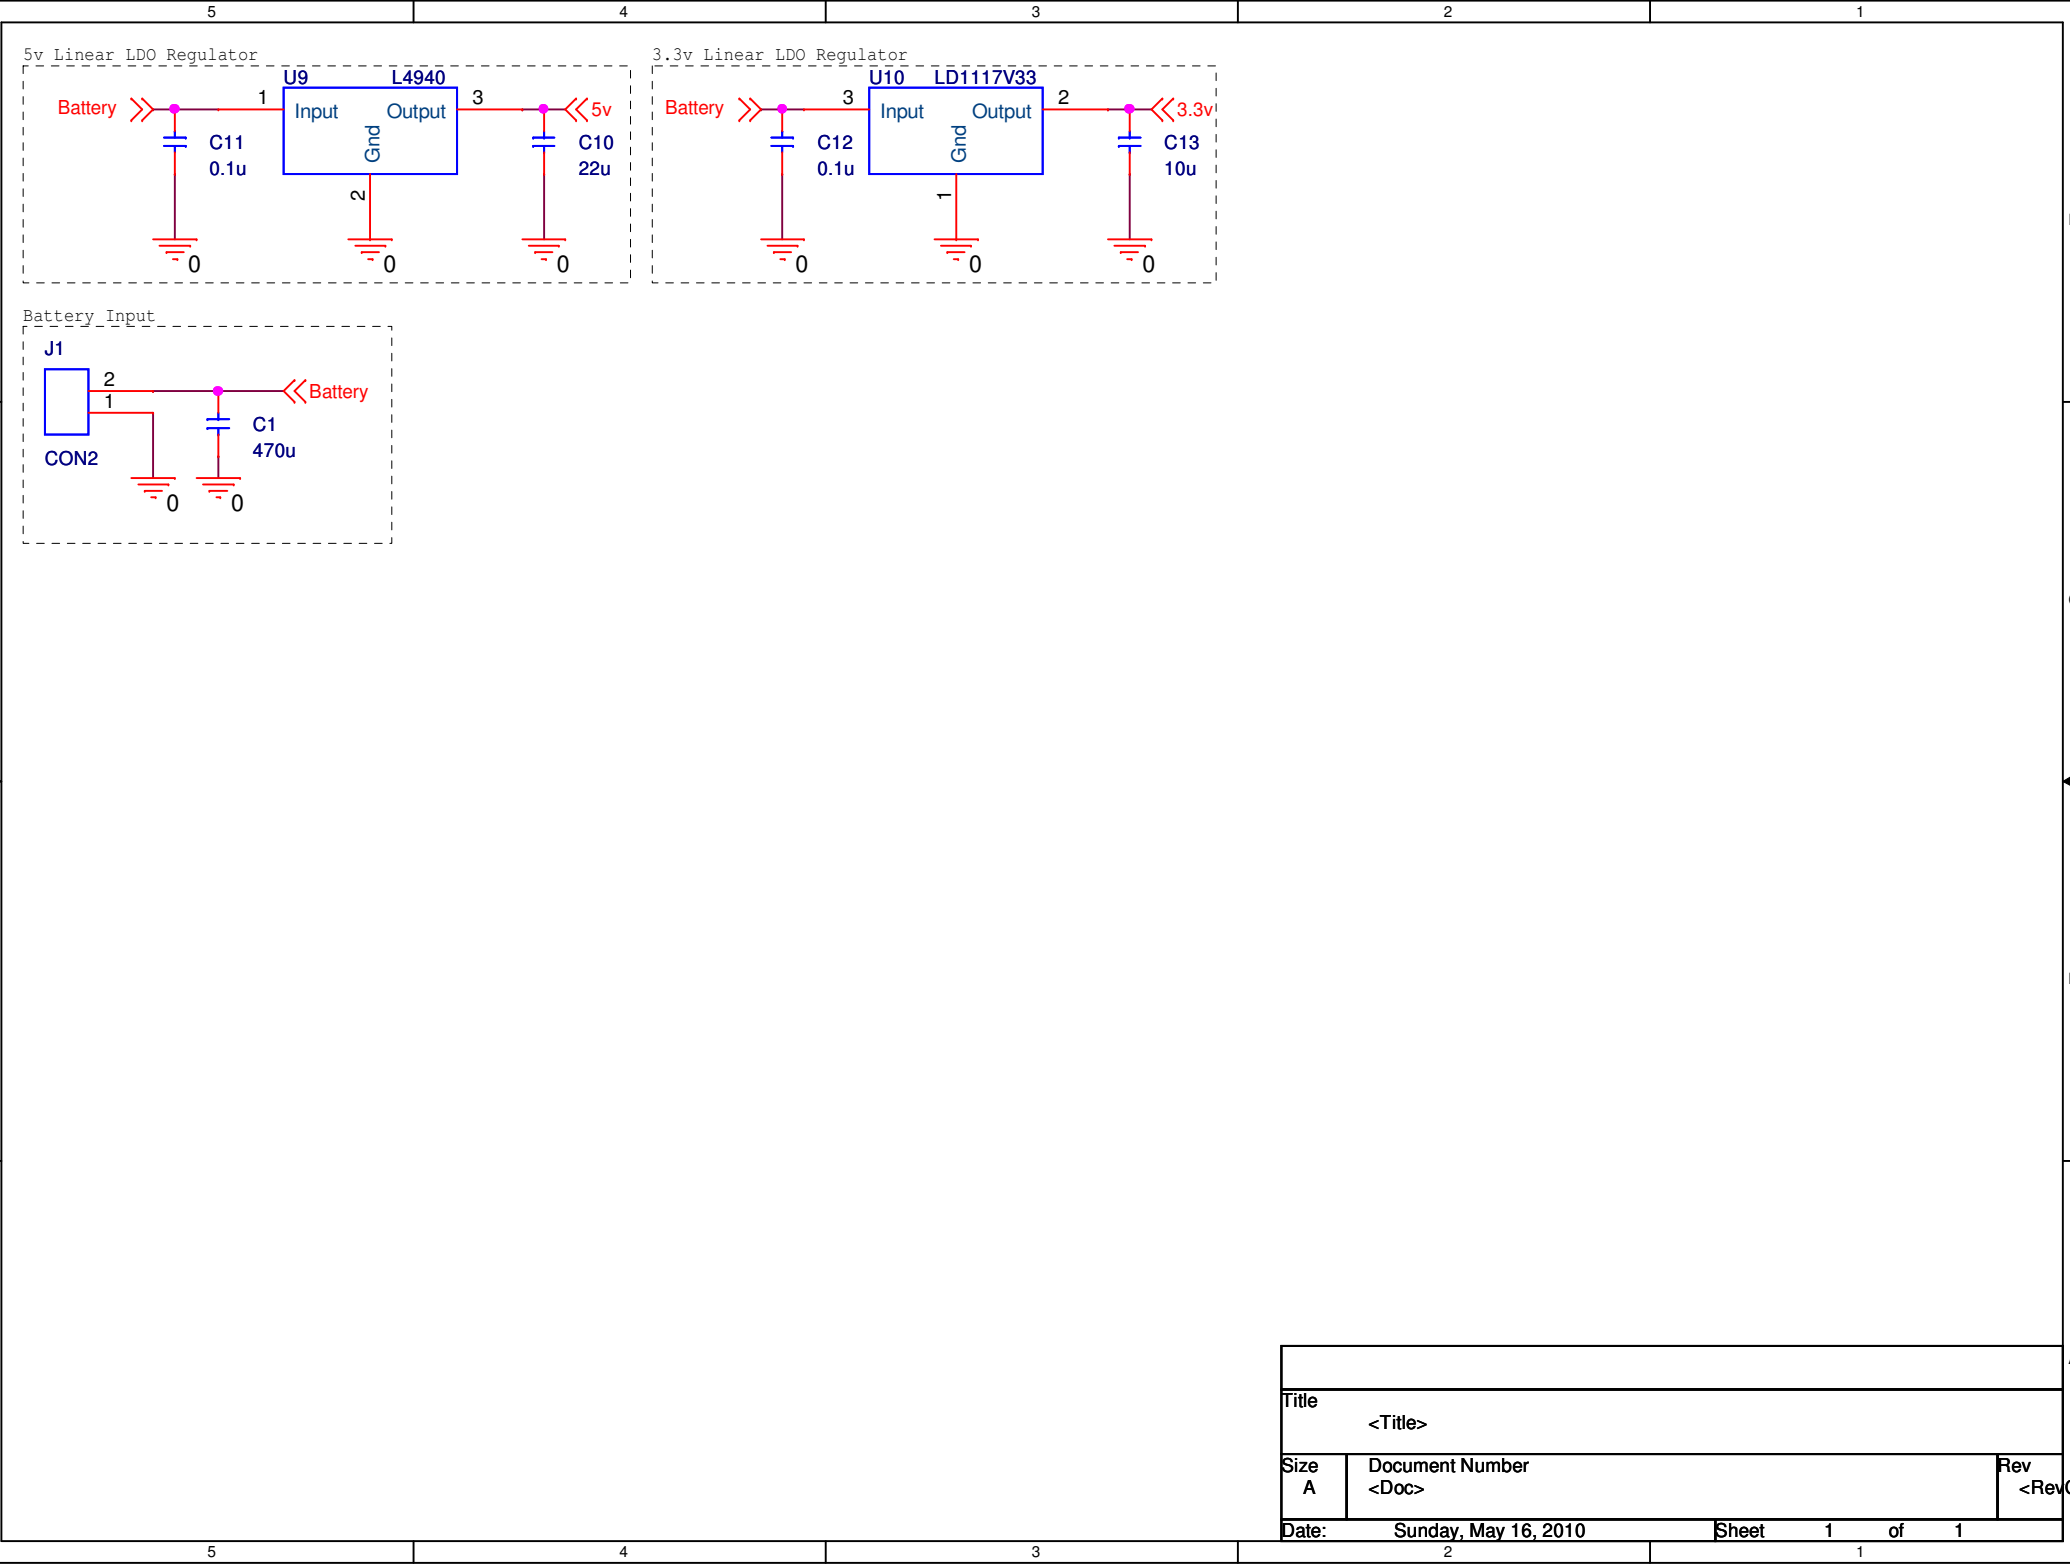 5 4 3 2 1
5v Linear LDO Regulator
U9 L4940
Battery 1 Input Output 3 5v
Gnd
C11
0.1u
C10
22u
2
0 0 0
3.3v Linear LDO Regulator
U10 LD1117V33
Battery 3 Input Output 2 3.3v
Gnd
C12
0.1u
C13
10u
1
0 0 0
Battery Input
J1
2 Battery
1
C1
470u
CON2
0 0
Title
<Title>
Size
A
Document Number
<Doc>
Rev
<Rev
Date: Sunday, May 16, 2010 Sheet 1 of 1
5 4 3 2 1